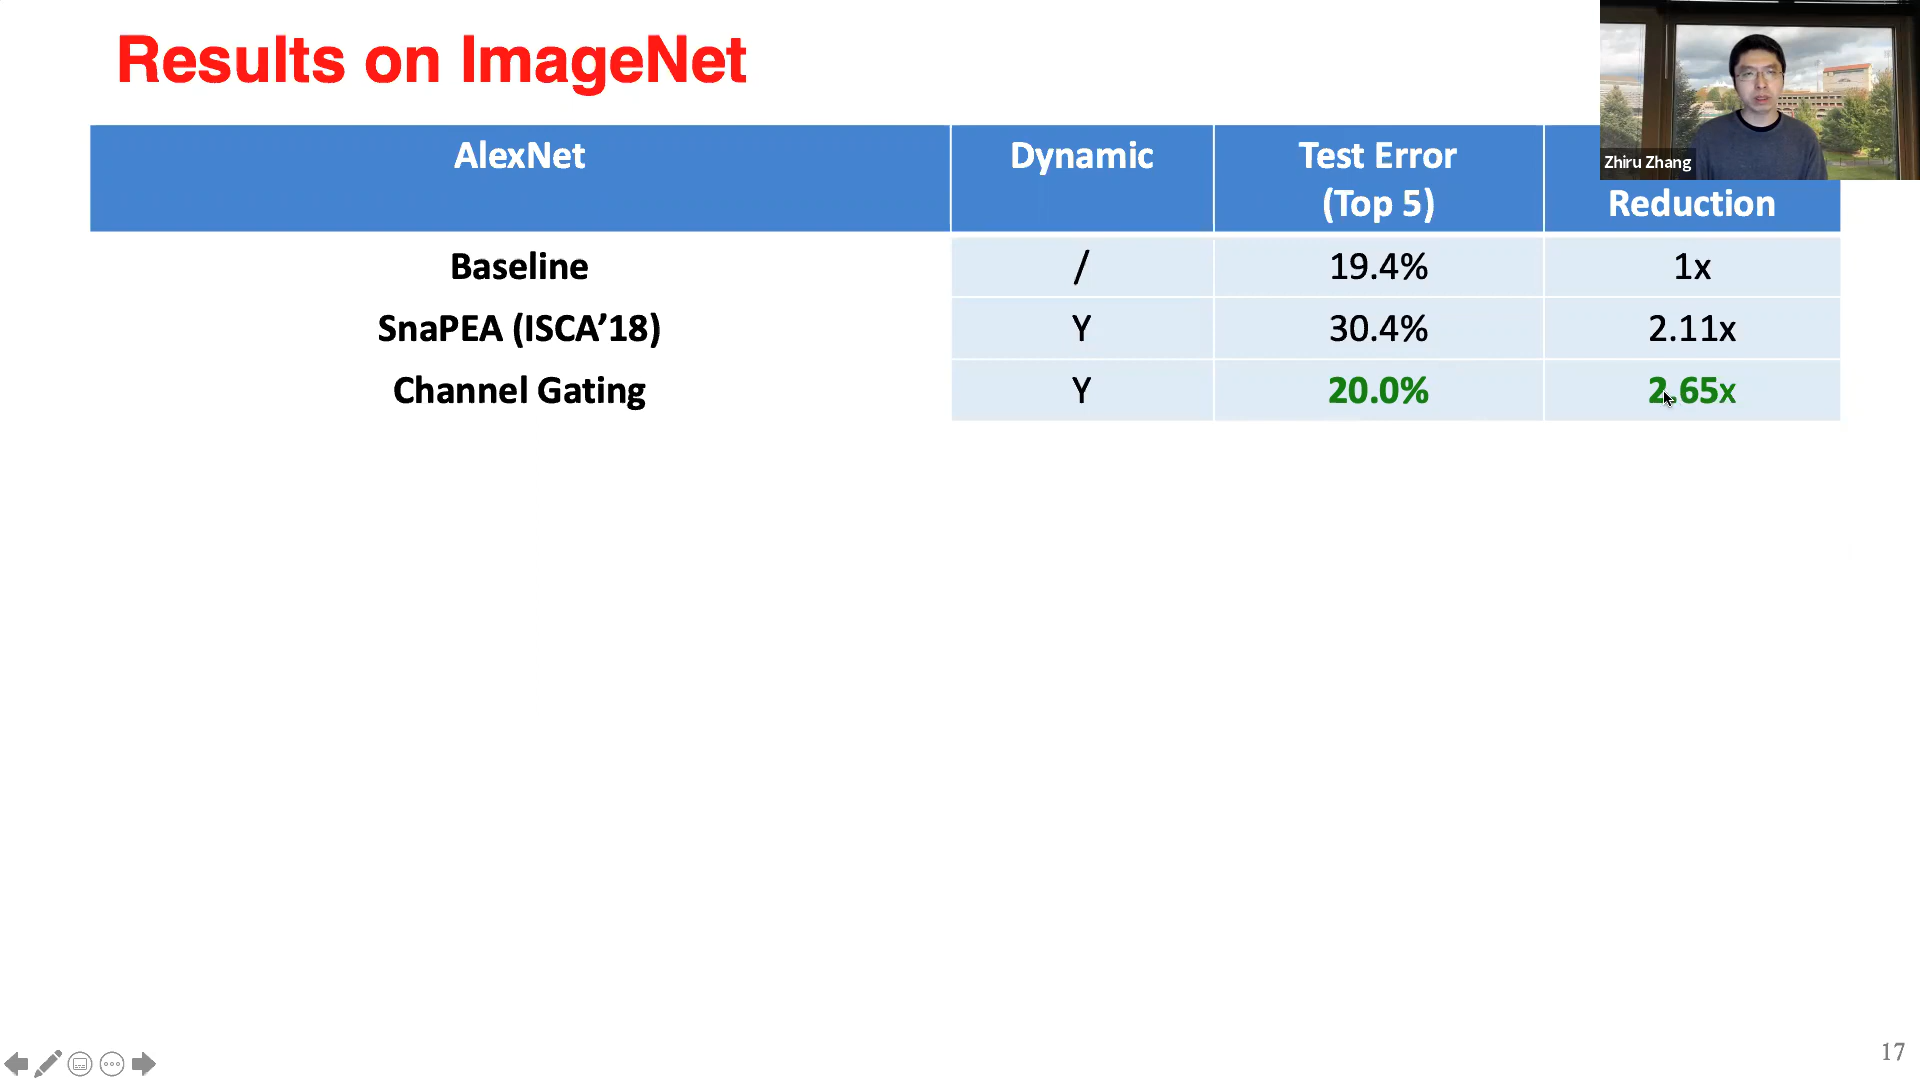 Results on ImageNet
Zhiru Zhang
AlexNet Dynamic Test Error (Top 5) Reduction
Baseline / 19.4% 1x
SnaPEA (ISCA’18) Y 30.4% 2.11x
Channel Gating Y 20.0% 2.65x
17